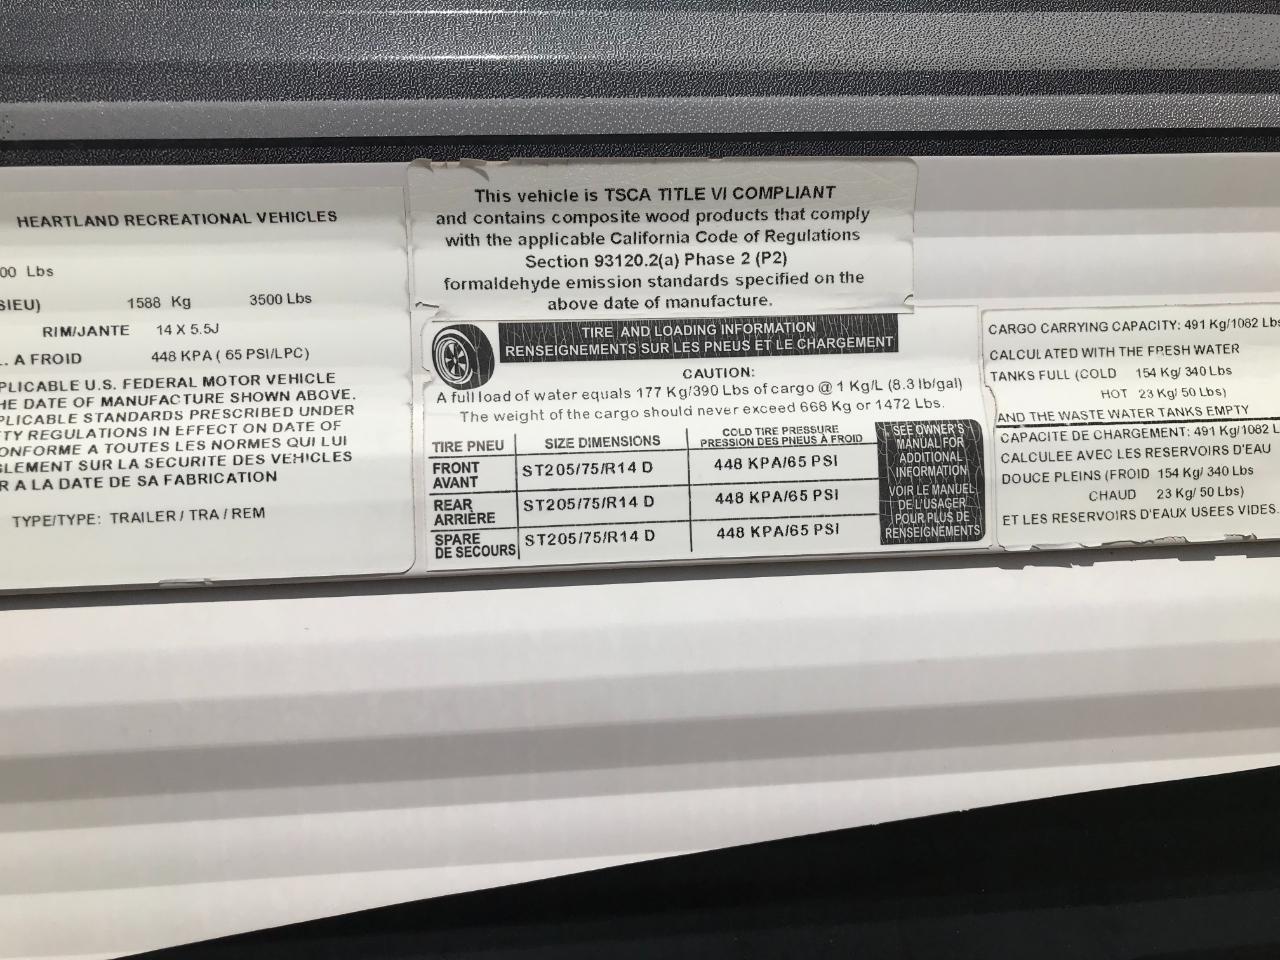 HEARTLAND RECREATIONAL VEHICLES
00 Lbs
SIEU) 1588 Kg 3500 Lbs
RIM/JANTE 14 X 5.5J
. A FROID 448 KPA ( 65 PSI/LPC)
PLICABLE U.S. FEDERAL MOTOR VEHICLE
HE DATE OF MANUFACTURE SHOWN ABOVE.
PLICABLE STANDARDS PRESCRIBED UNDER
TY REGULATIONS IN EFFECT ON DATE OF
ONFORME A TOUTES LES NORMES QUI LUI
GLEMENT SUR LA SECURITE DES VEHICLES
R A LA DATE DE SA FABRICATION
TYPE/TYPE: TRAILER / TRA / REM
This vehicle is TSCA TITLE VI COMPLIANT
and contains composite wood products that comply
with the applicable California Code of Regulations
Section 93120.2(a) Phase 2 (P2)
formaldehyde emission standards specified on the
above date of manufacture.
TIRE AND LOADING INFORMATION
RENSEIGNEMENTS SUR LES PNEUS ET LE CHARGEMENT
CAUTION:
A full load of water equals 177 Kg/390 Lbs of cargo @ 1 Kg/L (8.3 lb/gal)
The weight of the cargo should never exceed 668 Kg or 1472 Lbs.
TIRE PNEU SIZE DIMENSIONS COLD TIRE PRESSURE
PRESSION DES PNEUS À FROID
FRONT
AVANT ST205/75/R14 D 448 KPA/65 PSI
REAR
ARRIÈRE ST205/75/R14 D 448 KPA/65 PSI
SPARE
DE SECOURS ST205/75/R14 D 448 KPA/65 PSI
SEE OWNER'S
MANUAL FOR
ADDITIONAL
INFORMATION
VOIR LE MANUEL
DE L'USAGER
POUR PLUS DE
RENSEIGNEMENTS
CARGO CARRYING CAPACITY: 491 Kg/1082 Lbs
CALCULATED WITH THE FRESH WATER
TANKS FULL (COLD 154 Kg/ 340 Lbs
HOT 23 Kg/ 50 Lbs)
AND THE WASTE WATER TANKS EMPTY
CAPACITE DE CHARGEMENT: 491 Kg/1082 L
CALCULEE AVEC LES RESERVOIRS D'EAU
DOUCE PLEINS (FROID 154 Kg/ 340 Lbs
CHAUD 23 Kg/ 50 Lbs)
ET LES RESERVOIRS D'EAUX USEES VIDES.